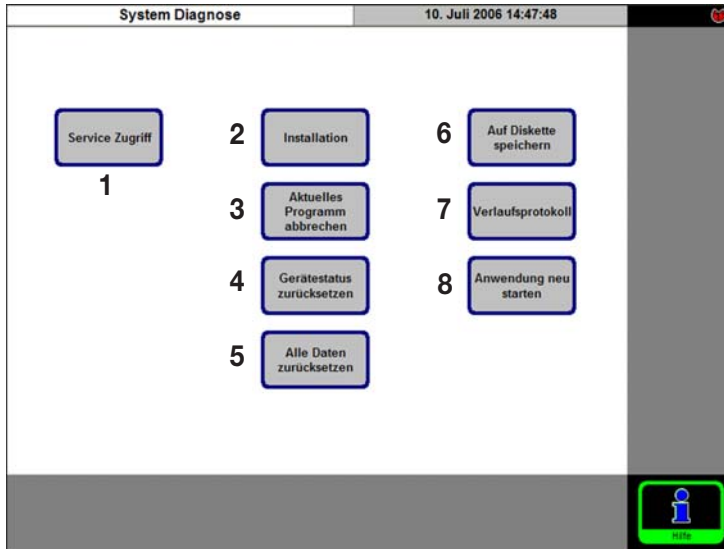 System Diagnose
10. Juli 2006 14:47:48
Service Zugriff
1
2
Installation
3
Aktuelles
Programm
abbrechen
4
Gerätestatus
zurücksetzen
5
Alle Daten
zurücksetzen
6
Auf Diskette
speichern
7
Verlaufsprotokoll
8
Anwendung neu
starten
Hilfe